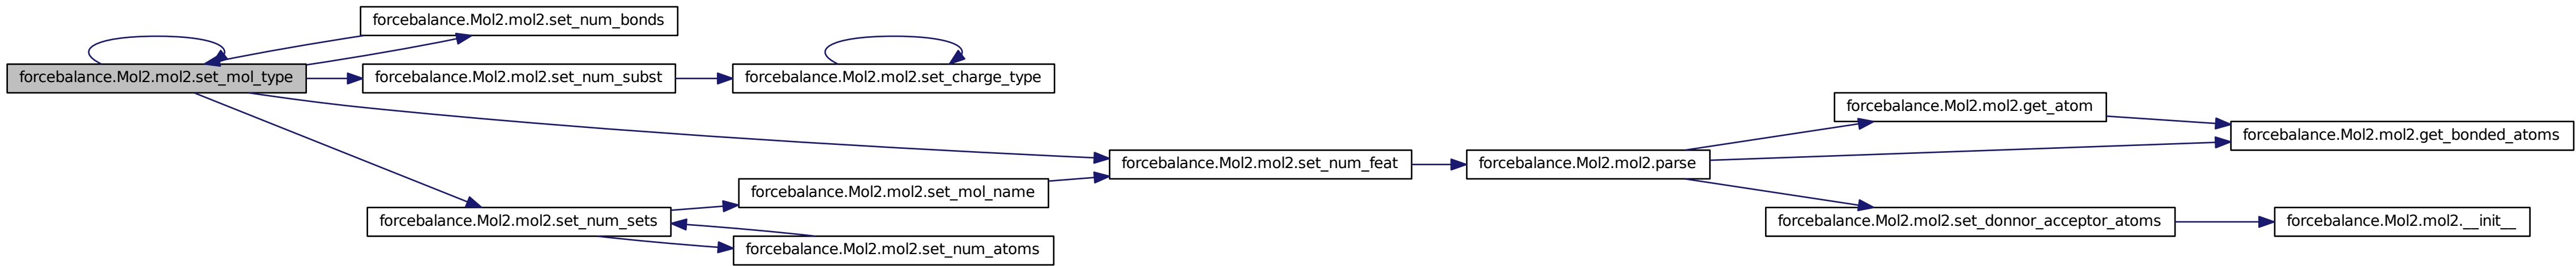 forcebalance.Mol2.mol2.set_num_bonds
forcebalance.Mol2.mol2.set_mol_type
forcebalance.Mol2.mol2.set_num_subst
forcebalance.Mol2.mol2.set_charge_type
forcebalance.Mol2.mol2.get_atom
forcebalance.Mol2.mol2.get_bonded_atoms
forcebalance.Mol2.mol2.set_num_feat
forcebalance.Mol2.mol2.parse
forcebalance.Mol2.mol2.set_mol_name
forcebalance.Mol2.mol2.set_num_sets
forcebalance.Mol2.mol2.set_donnor_acceptor_atoms
forcebalance.Mol2.mol2.__init__
forcebalance.Mol2.mol2.set_num_atoms